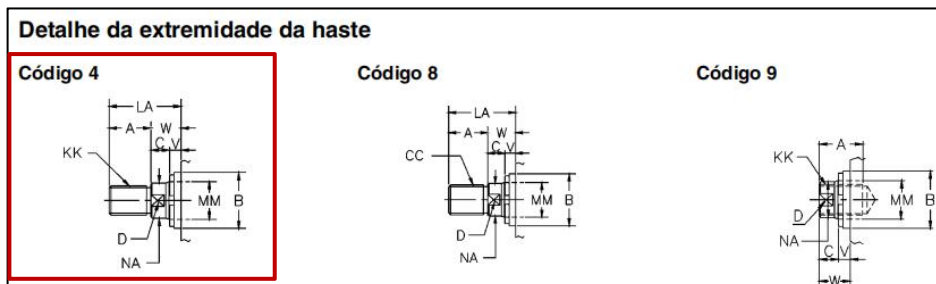 Detalhe da extremidade da haste
Código 4
Código 8
Código 9
LA
A W
C V
KK
MM B
D
NA
LA
A W
C V
CC
MM B
D
NA
A
KK
MM B
D
NA
C V
W